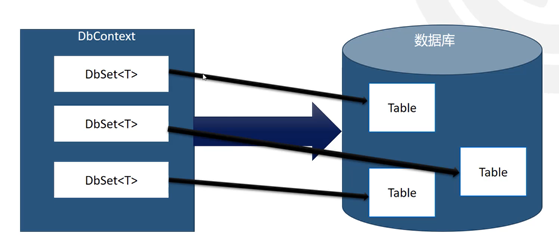 DbContext
DbSet<T>
DbSet<T>
DbSet<T>
数据库
Table
Table
Table